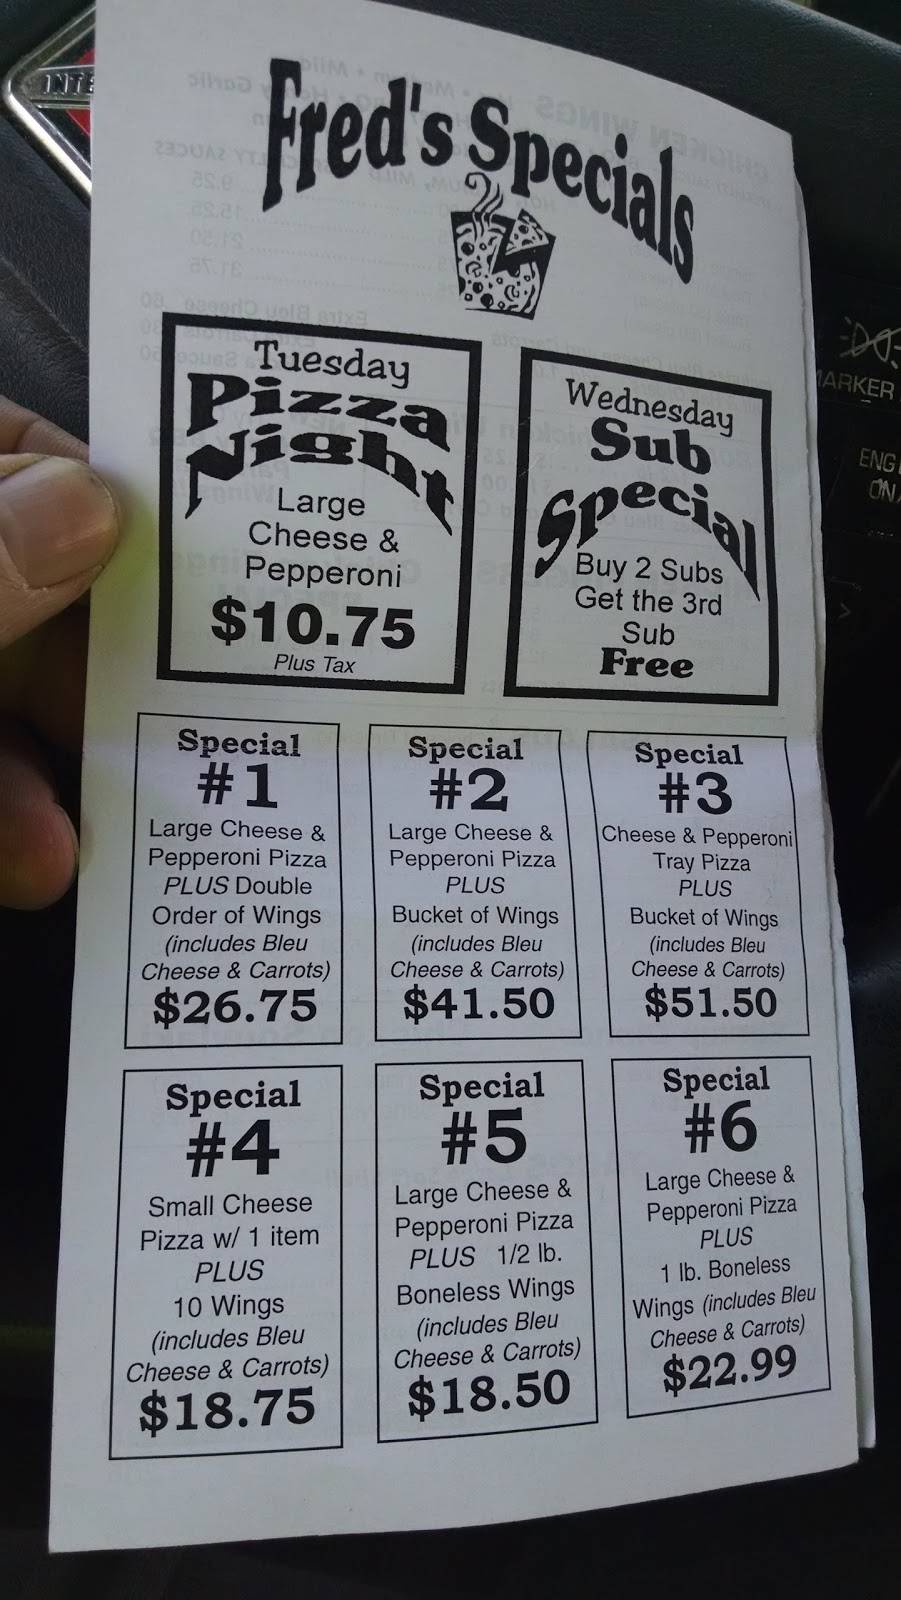 INTE
Fred's Specials
Tuesday
Pizza
Night
Large
Cheese &
Pepperoni
$10.75
Plus Tax
Wednesday
Sub
Special
Buy 2 Subs
Get the 3rd
Sub
Free
Special
#1
Large Cheese &
Pepperoni Pizza
PLUS Double
Order of Wings
(includes Bleu
Cheese & Carrots)
$26.75
Special
#2
Large Cheese &
Pepperoni Pizza
PLUS
Bucket of Wings
(includes Bleu
Cheese & Carrots)
$41.50
Special
#3
Cheese & Pepperoni
Tray Pizza
PLUS
Bucket of Wings
(includes Bleu
Cheese & Carrots)
$51.50
Special
#4
Small Cheese
Pizza w/ 1 item
PLUS
10 Wings
(includes Bleu
Cheese & Carrots)
$18.75
Special
#5
Large Cheese &
Pepperoni Pizza
PLUS 1/2 lb.
Boneless Wings
(includes Bleu
Cheese & Carrots)
$18.50
Special
#6
Large Cheese &
Pepperoni Pizza
PLUS
1 lb. Boneless
Wings (includes Bleu
Cheese & Carrots)
$22.99
MARKER
ENG
ON